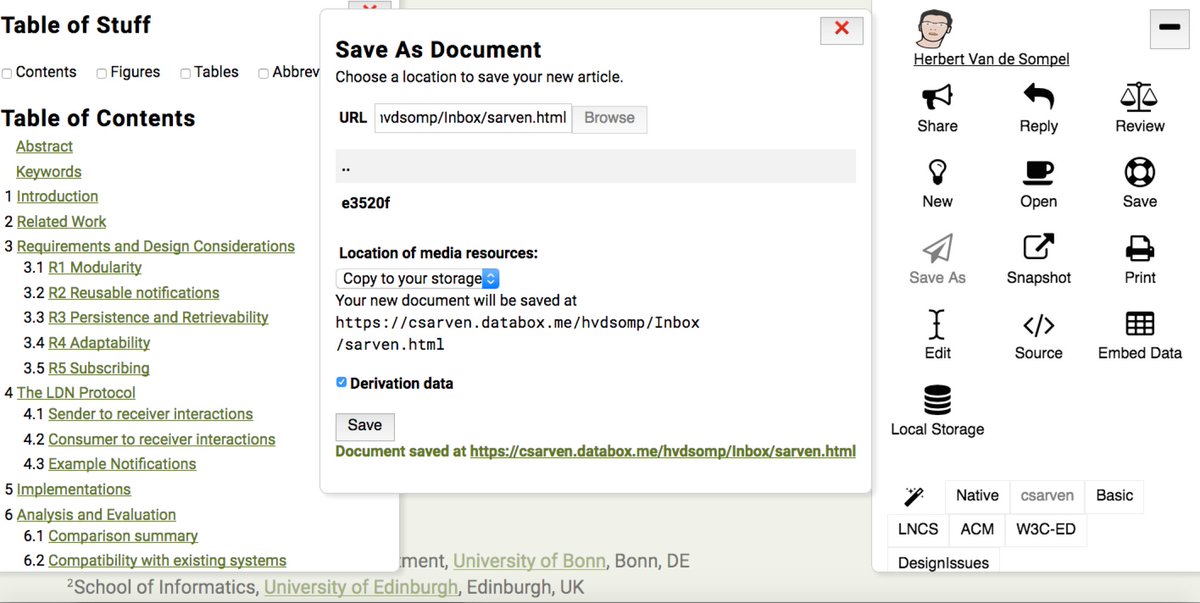 Table of Stuff
Contents Figures Tables Abbrev
Table of Contents
Abstract
Keywords
1 Introduction
2 Related Work
3 Requirements and Design Considerations
3.1 R1 Modularity
3.2 R2 Reusable notifications
3.3 R3 Persistence and Retrievability
3.4 R4 Adaptability
3.5 R5 Subscribing
4 The LDN Protocol
4.1 Sender to receiver interactions
4.2 Consumer to receiver interactions
4.3 Example Notifications
5 Implementations
6 Analysis and Evaluation
6.1 Comparison summary
6.2 Compatibility with existing systems
Save As Document
Choose a location to save your new article.
URL vdsomp/Inbox/sarven.html Browse
..
e3520f
Location of media resources:
Copy to your storage
Your new document will be saved at
https://csarven.databox.me/hvdsomp/Inbox
/sarven.html
Derivation data
Save
Document saved at https://csarven.databox.me/hvdsomp/Inbox/sarven.html
tment, University of Bonn, Bonn, DE
²School of Informatics, University of Edinburgh, Edinburgh, UK
Herbert Van de Sompel
Share Reply Review
New Open Save
Save As Snapshot Print
Edit Source Embed Data
Local Storage
Native csarven Basic
LNCS ACM W3C-ED
DesignIssues